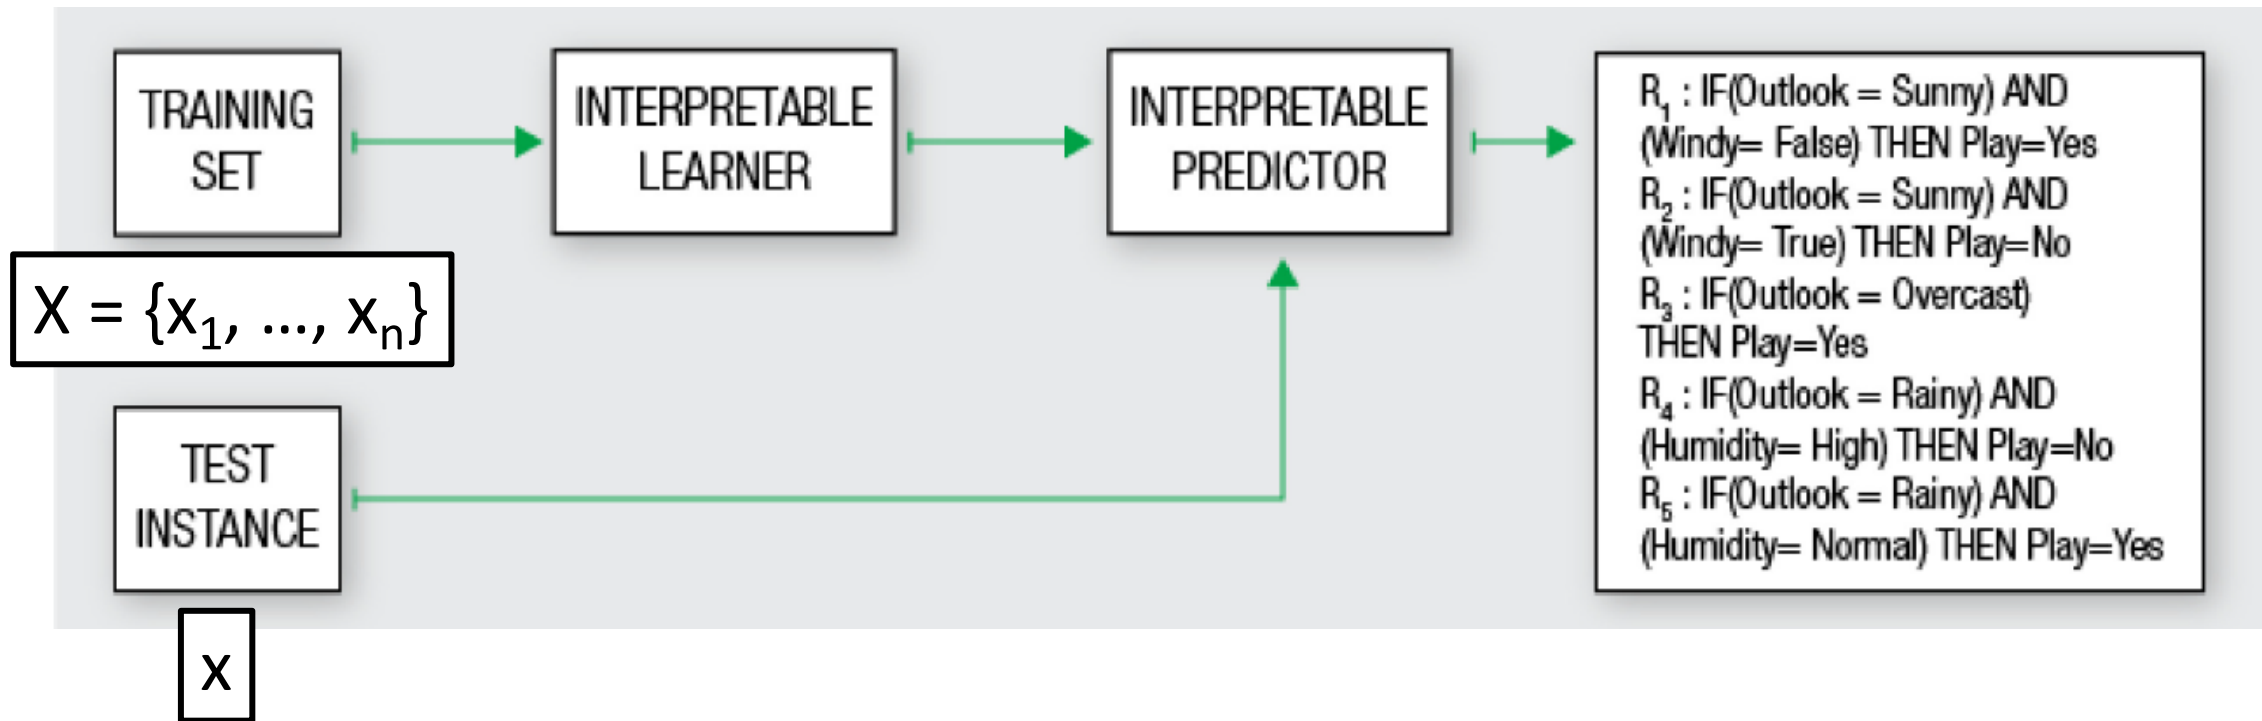 TRAINING
SET
X = {x₁, ..., xₙ}
INTERPRETABLE
LEARNER
INTERPRETABLE
PREDICTOR
R₁ : IF(Outlook = Sunny) AND
(Windy= False) THEN Play=Yes
R₂ : IF(Outlook = Sunny) AND
(Windy= True) THEN Play=No
R₃ : IF(Outlook = Overcast)
THEN Play=Yes
R₄ : IF(Outlook = Rainy) AND
(Humidity= High) THEN Play=No
R₅ : IF(Outlook = Rainy) AND
(Humidity= Normal) THEN Play=Yes
TEST
INSTANCE
x